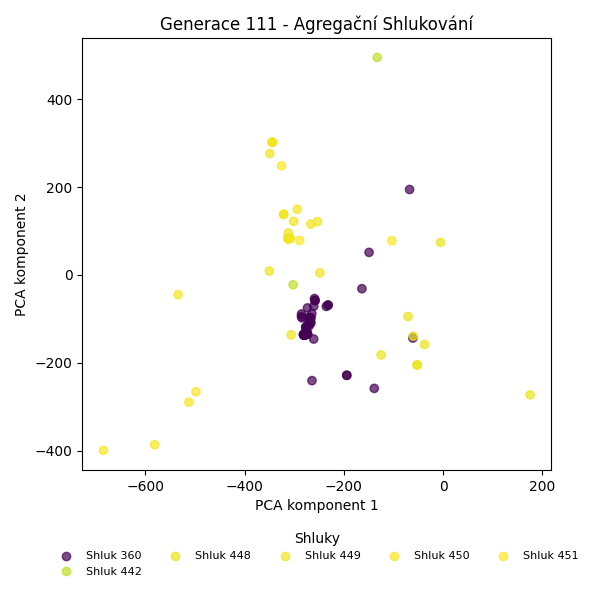 Generace 111 - Agregační Shlukování
PCA komponent 2
400
200
0
−200
−400
−600
−400
−200
0
200
PCA komponent 1
Shluky
Shluk 360
Shluk 448
Shluk 449
Shluk 450
Shluk 451
Shluk 442